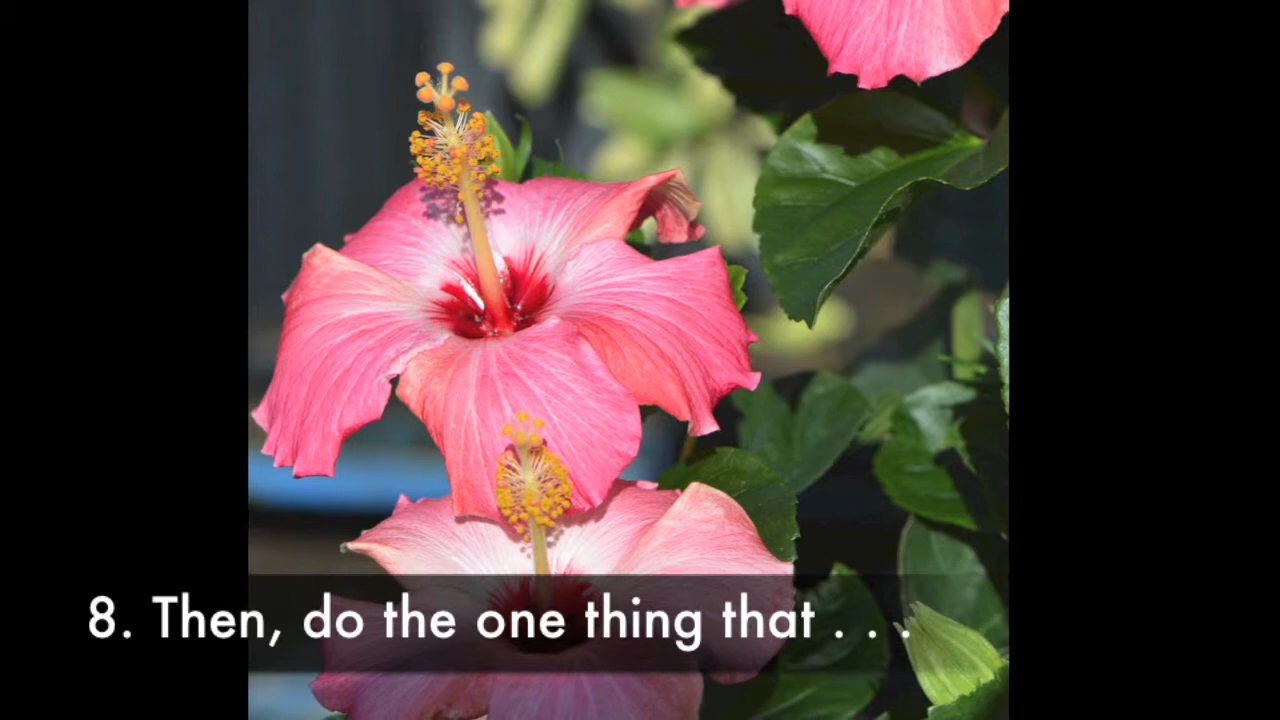 8. Then, do the one thing that . . .